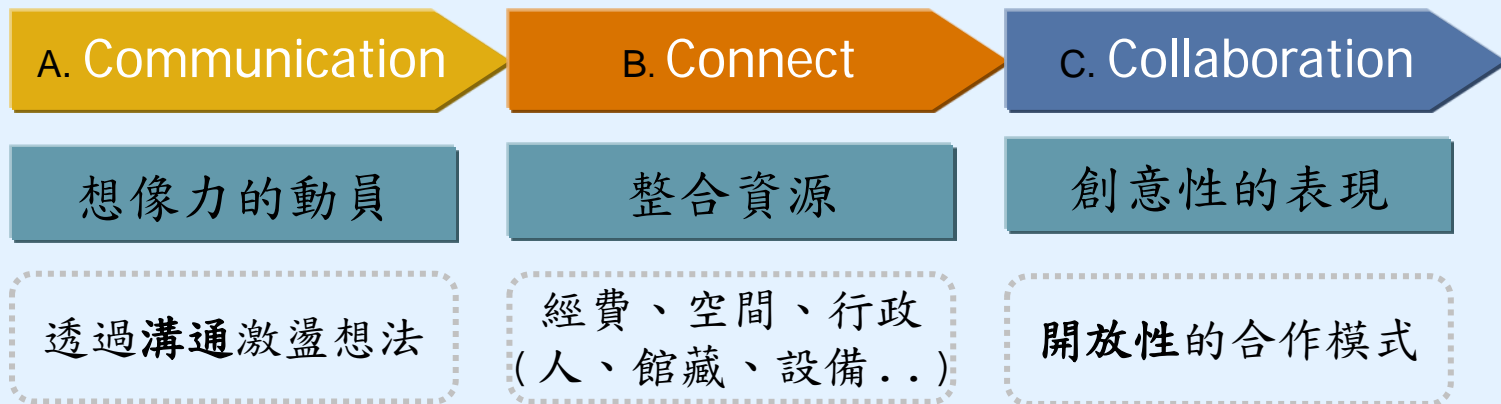 A. Communication
B. Connect
C. Collaboration
想像力的動員
整合資源
創意性的表現
透過溝通激盪想法
經費、空間、行政
(人、館藏、設備..)
開放性的合作模式